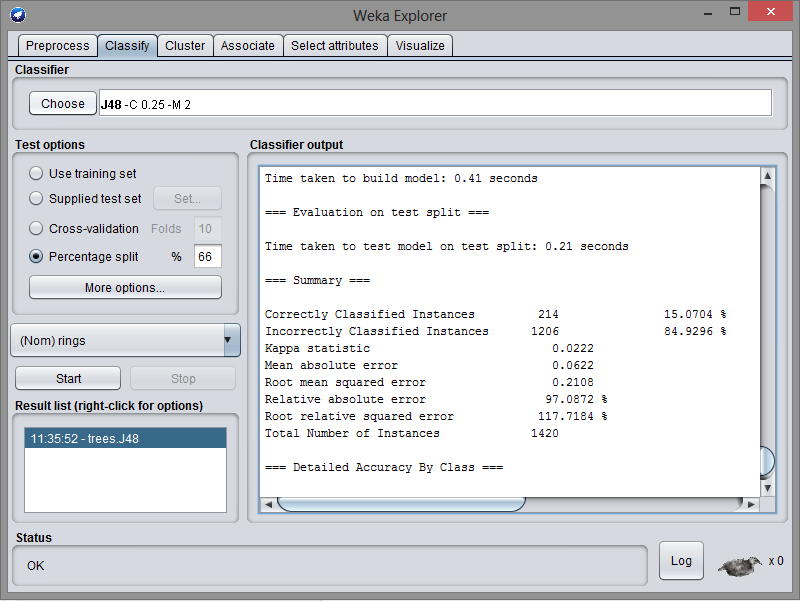 Weka Explorer
Preprocess Classify Cluster Associate Select attributes Visualize
Classifier
Choose J48 -C 0.25 -M 2
Test options
Use training set
Supplied test set Set...
Cross-validation Folds 10
Percentage split % 66
More options...
(Nom) rings
Start Stop
Result list (right-click for options)
11:35:52 - trees.J48
Classifier output
Time taken to build model: 0.41 seconds
=== Evaluation on test split ===
Time taken to test model on test split: 0.21 seconds
=== Summary ===
Correctly Classified Instances 214 15.0704 %
Incorrectly Classified Instances 1206 84.9296 %
Kappa statistic 0.0222
Mean absolute error 0.0622
Root mean squared error 0.2108
Relative absolute error 97.0872 %
Root relative squared error 117.7184 %
Total Number of Instances 1420
=== Detailed Accuracy By Class ===
Status
OK
Log x 0